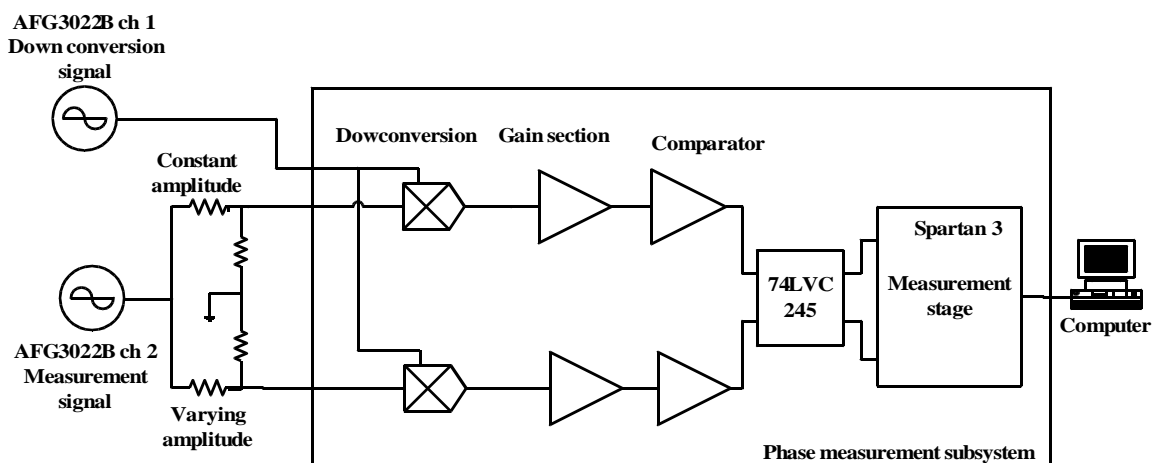 AFG3022B ch 1
Down conversion
signal
Dowconversion
Gain section
Comparator
Constant
amplitude
Spartan 3
Measurement
stage
74LVC
245
Computer
AFG3022B ch 2
Measurement
signal
Varying
amplitude
Phase measurement subsystem